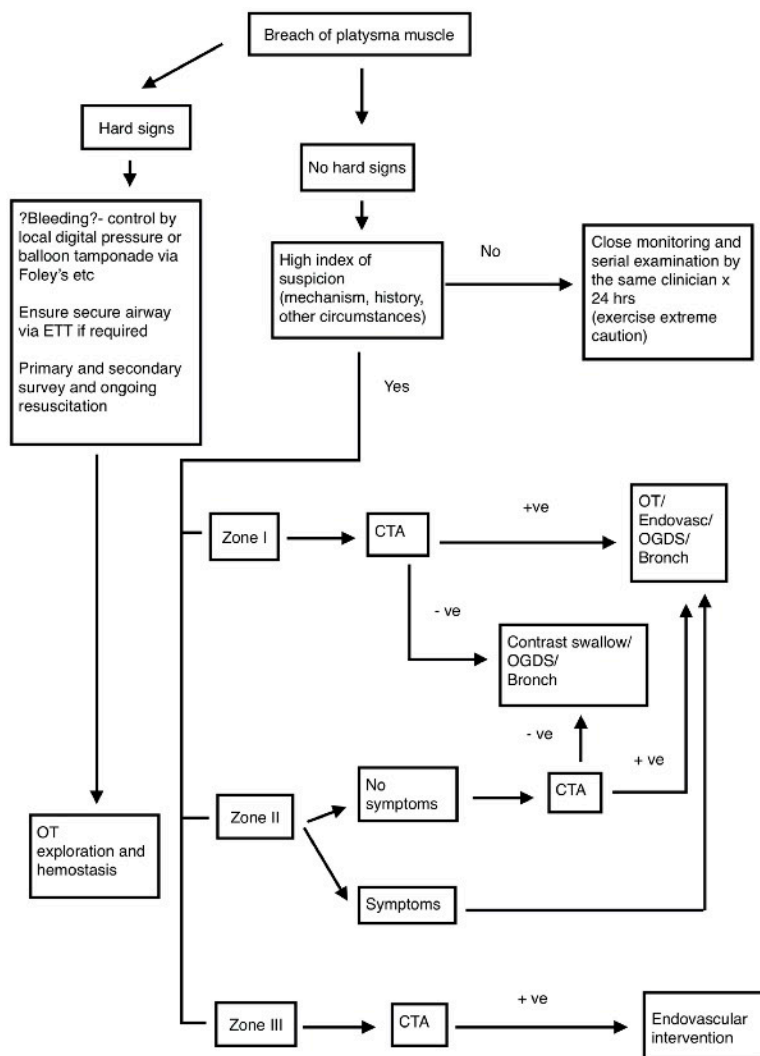 Breach of platysma muscle
Hard signs
No hard signs
?Bleeding?- control by
local digital pressure or
balloon tamponade via
Foley's etc
Ensure secure airway
via ETT if required
Primary and secondary
survey and ongoing
resuscitation
High index of
suspicion
(mechanism, history,
other circumstances)
No
Close monitoring and
serial examination by
the same clinician x
24 hrs
(exercise extreme
caution)
Yes
Zone I
CTA
+ve
OT/
Endovasc/
OGDS/
Bronch
- ve
Contrast swallow/
OGDS/
Bronch
- ve
+ ve
No
symptoms
CTA
Zone II
OT
exploration and
hemostasis
Symptoms
Zone III
CTA
+ ve
Endovascular
intervention